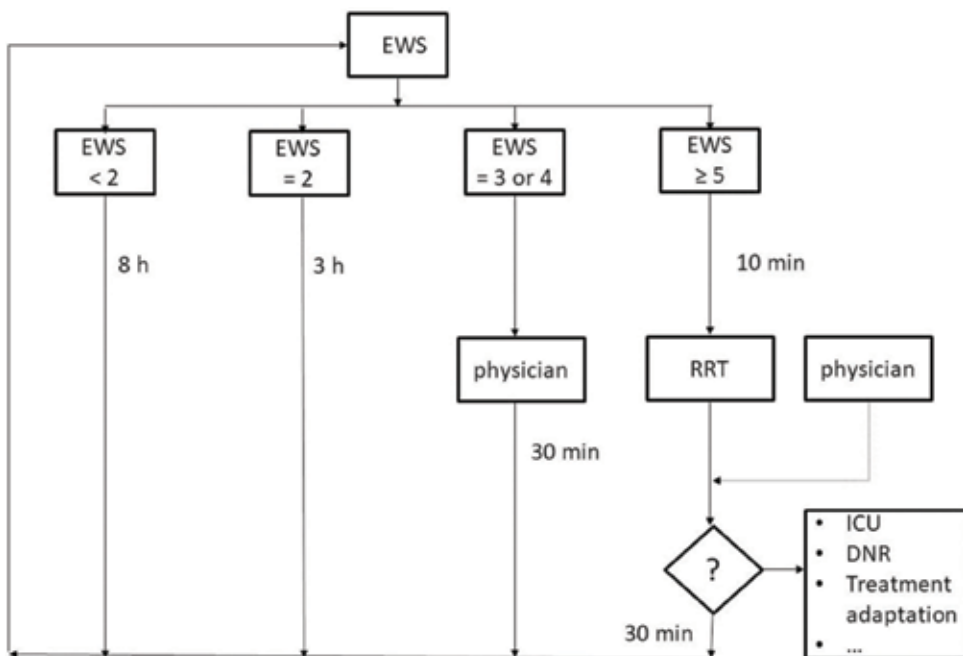 EWS
EWS
< 2
EWS
= 2
EWS
= 3 or 4
EWS
≥ 5
8 h
3 h
10 min
physician
RRT
physician
30 min
?
• ICU
• DNR
• Treatment
adaptation
• ...
30 min